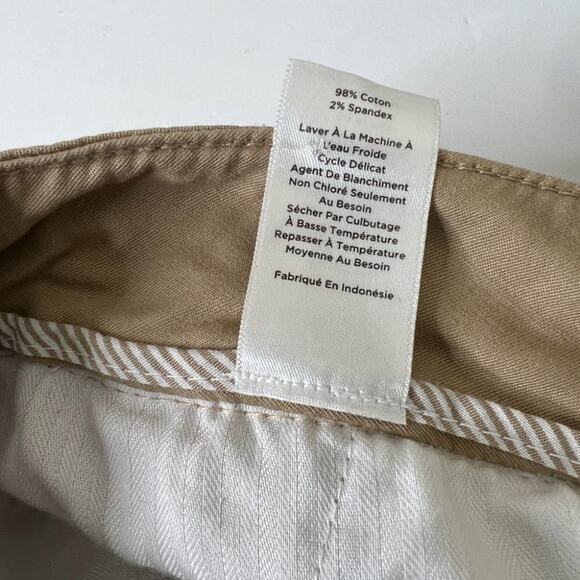 98% Coton
2% Spandex
Laver À La Machine À
L'eau Froide
Cycle Délicat
Agent De Blanchiment
Non Chloré Seulement
Au Besoin
Sécher Par Culbutage
À Basse Température
Repasser À Température
Moyenne Au Besoin
Fabriqué En Indonésie